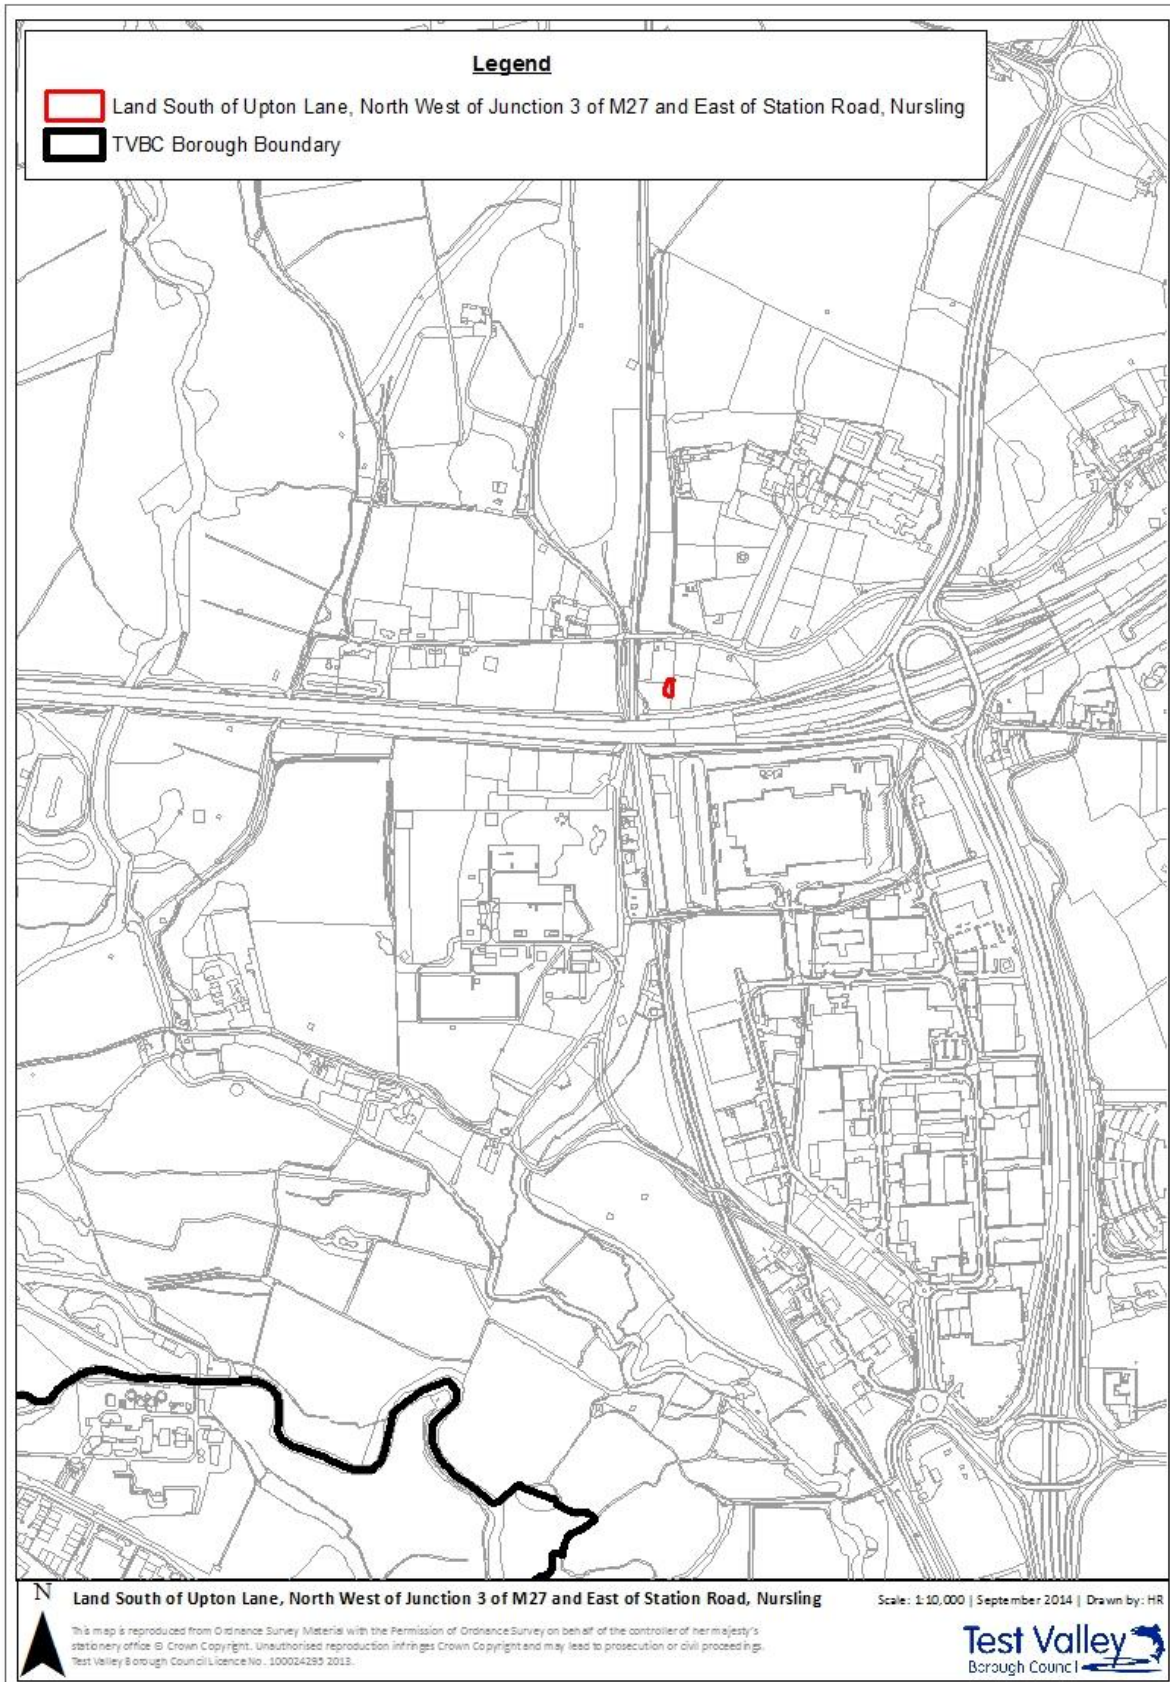 Legend
Land South of Upton Lane, North West of Junction 3 of M27 and East of Station Road, Nursling
TVBC Borough Boundary
N
Land South of Upton Lane, North West of Junction 3 of M27 and East of Station Road, Nursling
Scale: 1:10,000 | September 2014 | Drawn by: HR
This map is reproduced from Ordnance Survey Material with the Permission of Ordnance Survey on behalf of the controller of her majesty's
stationery office © Crown Copyright. Unauthorised reproduction infringes Crown Copyright and may lead to prosecution or civil proceedings.
Test Valley Borough Council Licence No. 100024295 2013.
Test Valley
Borough Council